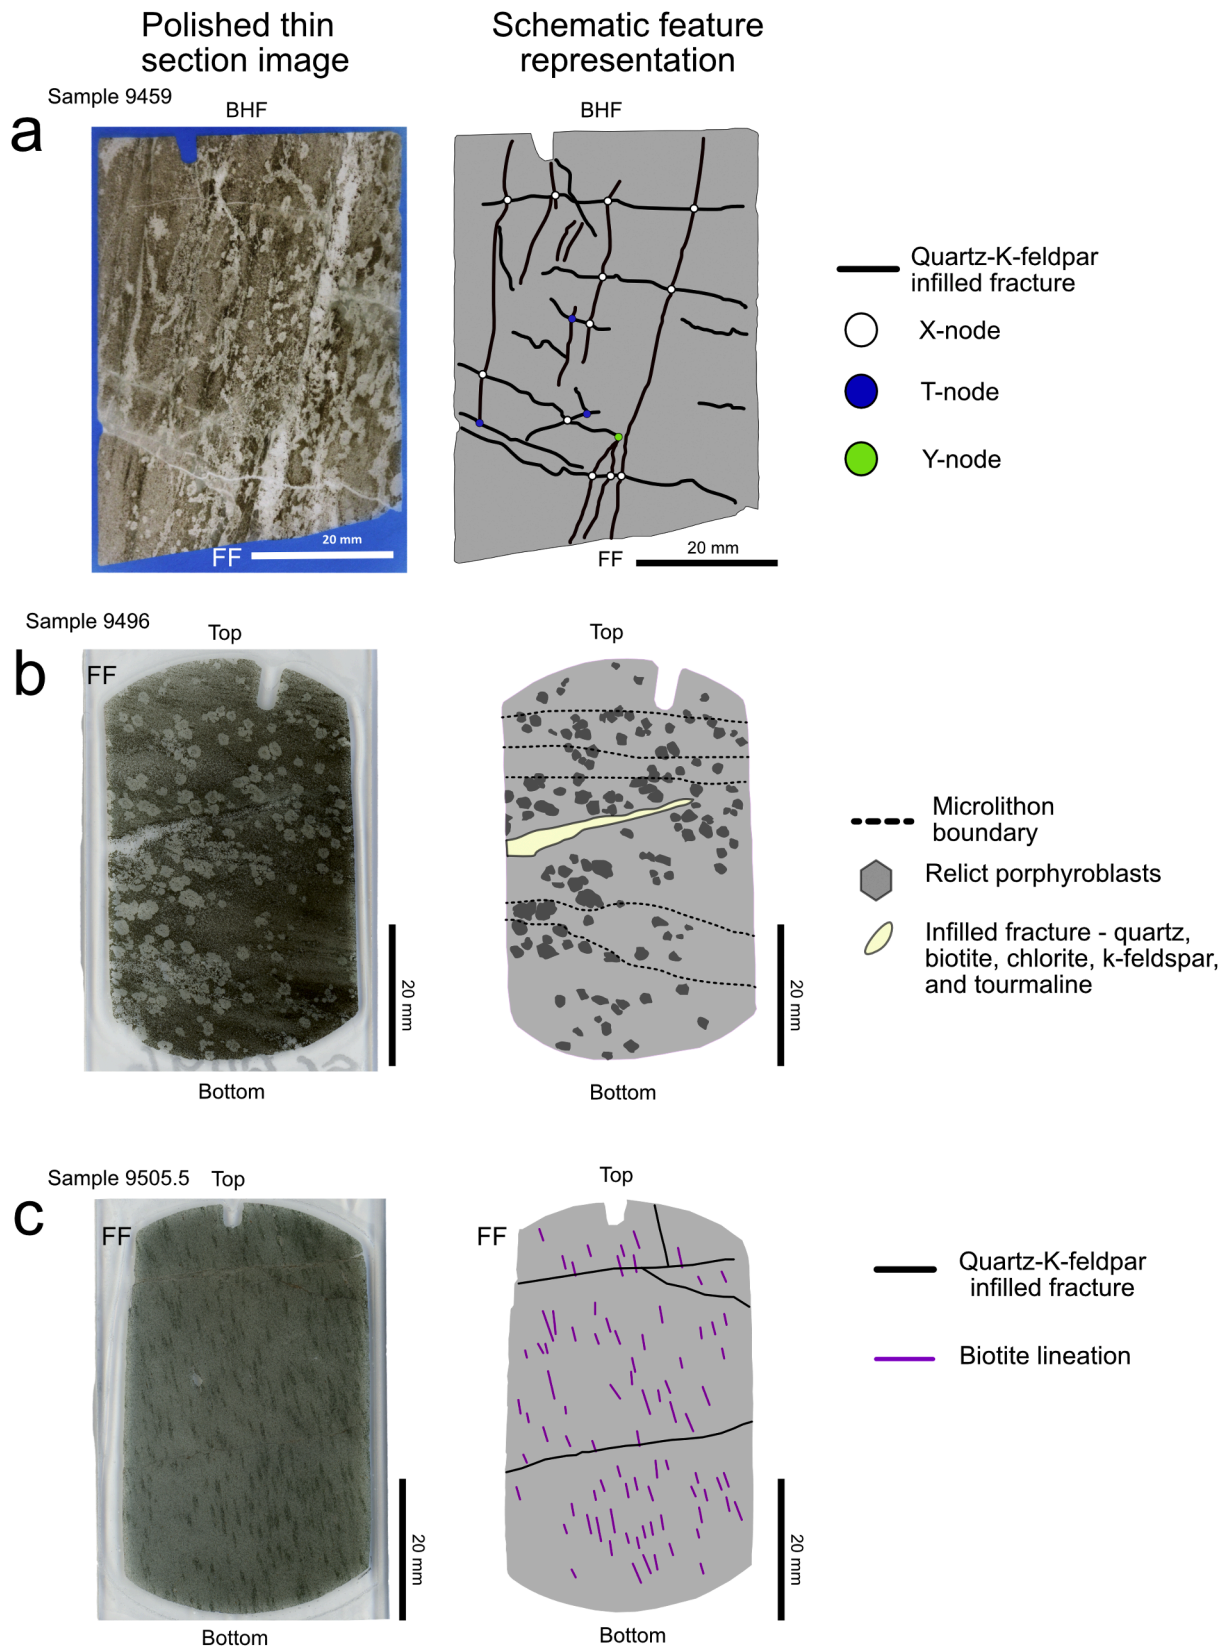 Polished thin
section image
Schematic feature
representation
Sample 9459
a
BHF
BHF
Quartz-K-feldpar
infilled fracture
X-node
T-node
Y-node
20 mm
FF
20 mm
FF
Sample 9496
b
Top
Top
FF
Microlithon
boundary
Relict porphyroblasts
Infilled fracture - quartz,
biotite, chlorite, k-feldspar,
and tourmaline
20 mm
20 mm
Bottom
Bottom
Sample 9505.5
c
Top
Top
FF
FF
Quartz-K-feldpar
infilled fracture
Biotite lineation
20 mm
20 mm
Bottom
Bottom